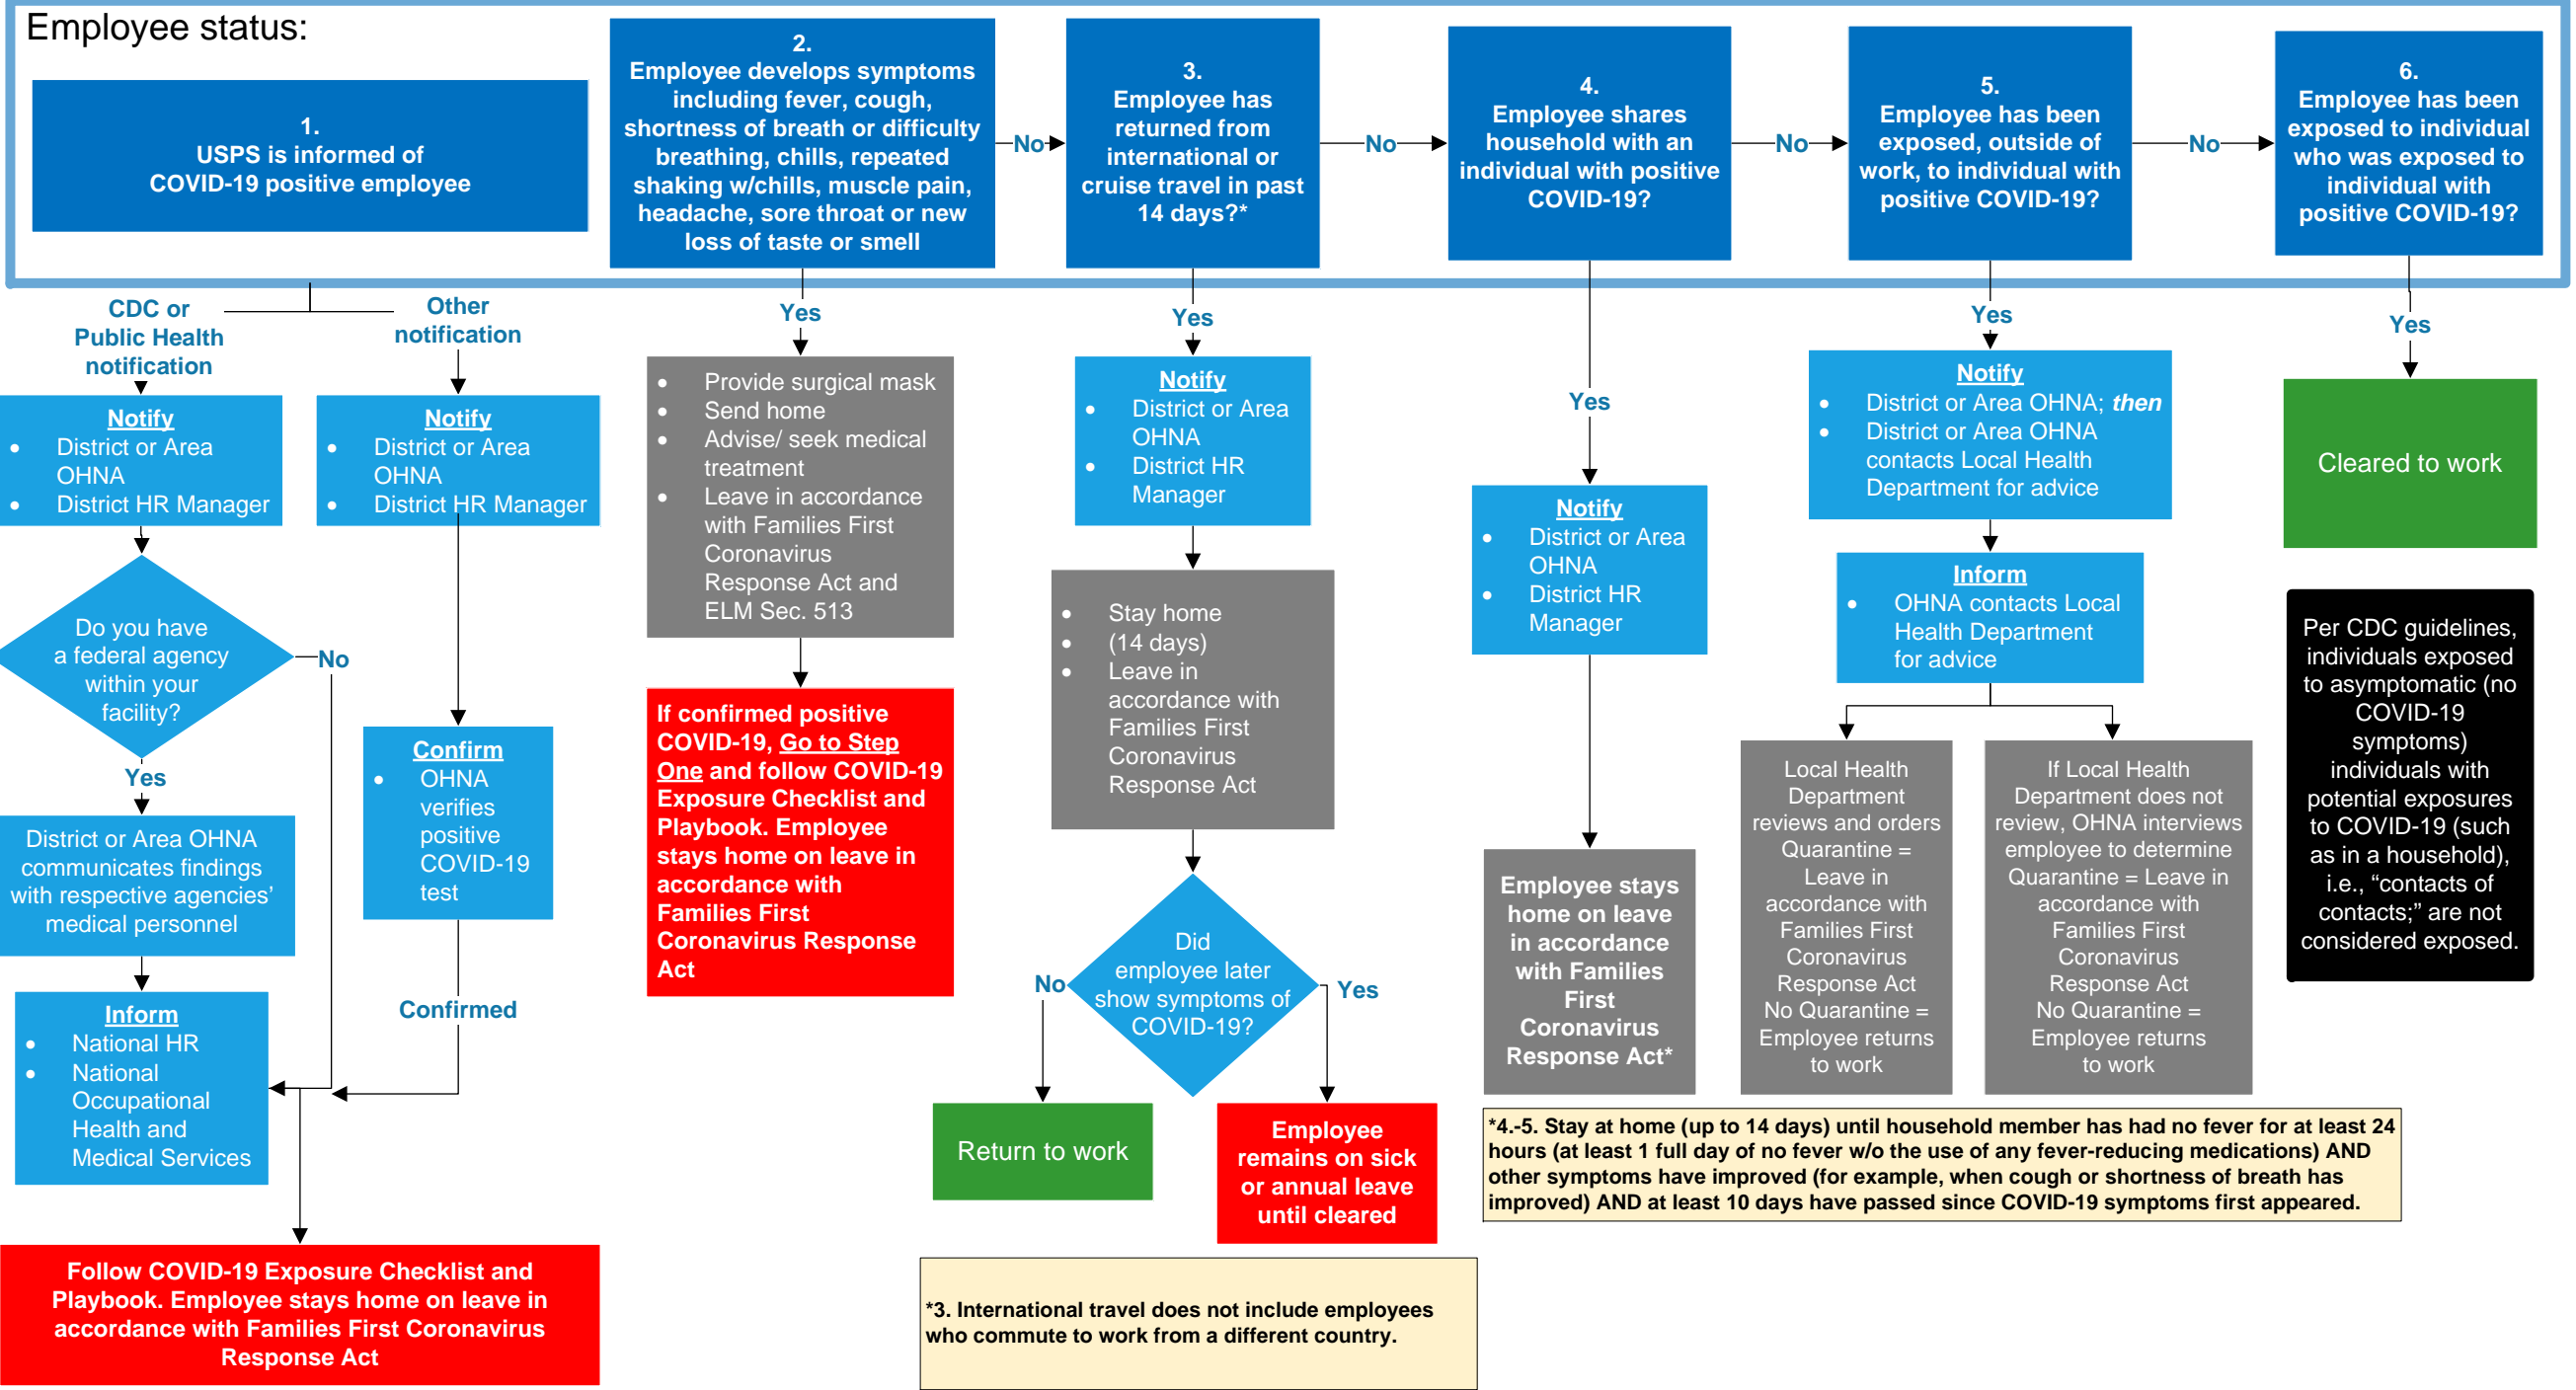 Employee status:
1.
USPS is informed of
COVID-19 positive employee
2.
Employee develops symptoms
including fever, cough,
shortness of breath or difficulty
breathing, chills, repeated
shaking w/chills, muscle pain,
headache, sore throat or new
loss of taste or smell
No
3.
Employee has
returned from
international or
cruise travel in past
14 days?*
No
4.
Employee shares
household with an
individual with positive
COVID-19?
No
5.
Employee has been
exposed, outside of
work, to individual with
positive COVID-19?
No
6.
Employee has been
exposed to individual
who was exposed to
individual with
positive COVID-19?
CDC or
Public Health
notification
Notify
• District or Area
OHNA
• District HR Manager
Do you have
a federal agency
within your
facility?
No
Yes
District or Area OHNA
communicates findings
with respective agencies’
medical personnel
Inform
• National HR
• National
Occupational
Health and
Medical Services
Other
notification
Notify
• District or Area
OHNA
• District HR Manager
Confirm
• OHNA
verifies
positive
COVID-19
test
Confirmed
Follow COVID-19 Exposure Checklist and
Playbook. Employee stays home on leave in
accordance with Families First Coronavirus
Response Act
Yes
• Provide surgical mask
• Send home
• Advise/ seek medical
treatment
• Leave in accordance
with Families First
Coronavirus
Response Act and
ELM Sec. 513
If confirmed positive
COVID-19, Go to Step
One and follow COVID-19
Exposure Checklist and
Playbook. Employee
stays home on leave in
accordance with
Families First
Coronavirus Response
Act
Yes
Notify
• District or Area
OHNA
• District HR
Manager
• Stay home
• (14 days)
• Leave in
accordance with
Families First
Coronavirus
Response Act
Did
employee later
show symptoms of
COVID-19?
No
Yes
Return to work
Employee
remains on sick
or annual leave
until cleared
*3. International travel does not include employees
who commute to work from a different country.
Yes
Notify
• District or Area
OHNA
• District HR
Manager
Employee stays
home on leave
in accordance
with Families
First
Coronavirus
Response Act*
Yes
Notify
• District or Area OHNA; then
• District or Area OHNA
contacts Local Health
Department for advice
Inform
• OHNA contacts Local
Health Department
for advice
Local Health
Department
reviews and orders
Quarantine =
Leave in
accordance with
Families First
Coronavirus
Response Act
No Quarantine =
Employee returns
to work
If Local Health
Department does not
review, OHNA interviews
employee to determine
Quarantine = Leave in
accordance with
Families First
Coronavirus
Response Act
No Quarantine =
Employee returns
to work
*4.-5. Stay at home (up to 14 days) until household member has had no fever for at least 24
hours (at least 1 full day of no fever w/o the use of any fever-reducing medications) AND
other symptoms have improved (for example, when cough or shortness of breath has
improved) AND at least 10 days have passed since COVID-19 symptoms first appeared.
Yes
Cleared to work
Per CDC guidelines,
individuals exposed
to asymptomatic (no
COVID-19
symptoms)
individuals with
potential exposures
to COVID-19 (such
as in a household),
i.e., “contacts of
contacts;” are not
considered exposed.